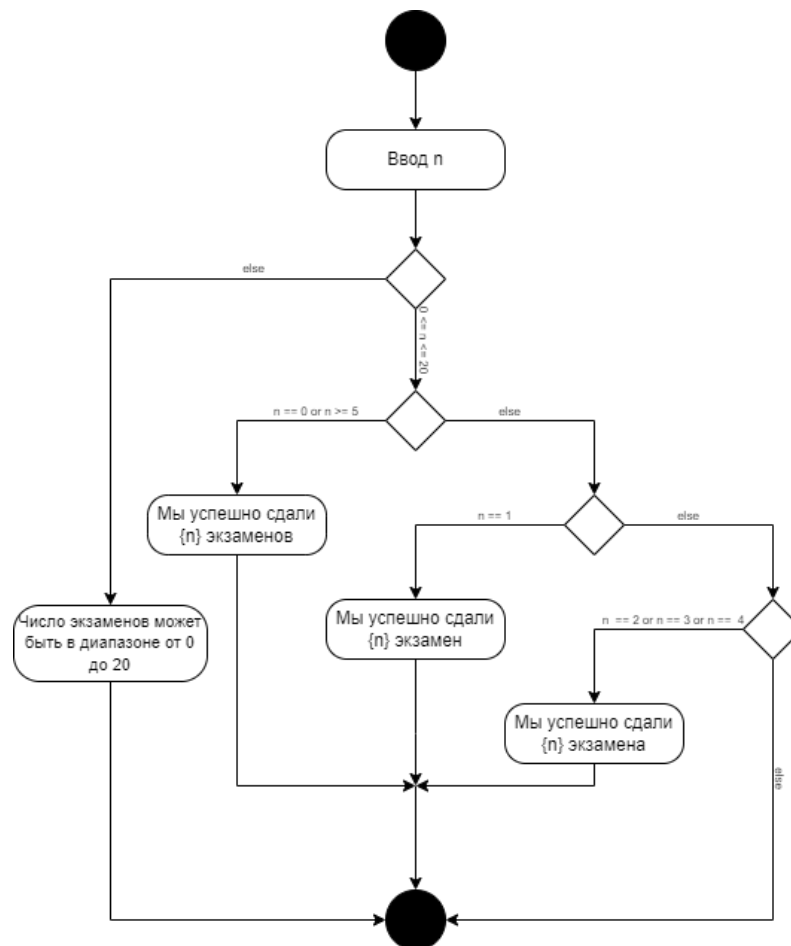 Ввод n
else
0 <= n <= 20
n == 0 or n >= 5
else
Мы успешно сдали
{n} экзаменов
n == 1
else
Число экзаменов может
быть в диапазоне от 0
до 20
Мы успешно сдали
{n} экзамен
n == 2 or n == 3 or n == 4
Мы успешно сдали
{n} экзамена
else